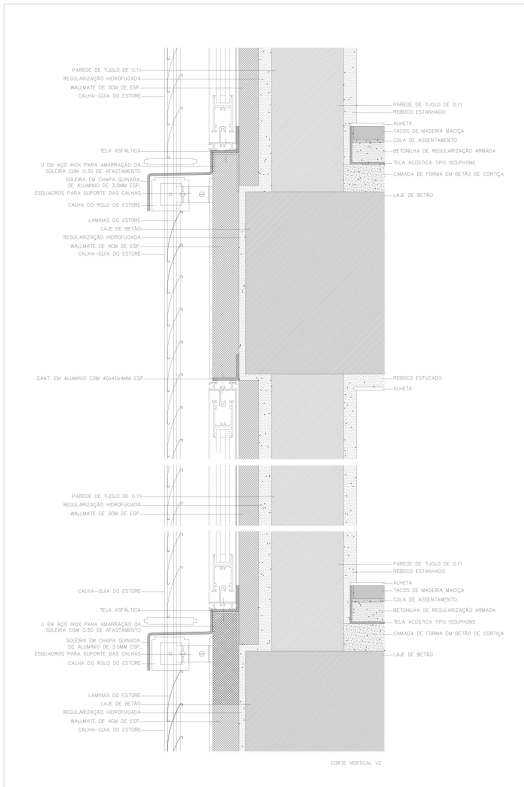 PAREDE DE TIJOLO DE 0.11
REGULARIZAÇÃO HIDROFUGADA
WALLMATE DE 3CM DE ESP.
CALHA-GUIA DO ESTORE
PAREDE DE TIJOLO DE 0.11
REBOCO ESTANHADO
ALHETA
TACOS DE MADEIRA MACIÇA
COLA DE ASSENTAMENTO
BETONILHA DE REGULARIZAÇÃO ARMADA
TELA ACÚSTICA TIPO ISOLPHONE
CAMADA DE FORMA EM BETÃO DE CORTIÇA
LAJE DE BETÃO
TELA ASFÁLTICA
U EM AÇO INOX PARA AMARRAÇÃO DA
SOLEIRA COM 0.50 DE AFASTAMENTO
SOLEIRA EM CHAPA QUINADA
DE ALUMINIO DE 3.5MM ESP.
ESQUADROS PARA SUPORTE DAS CALHAS
CALHA DO ROLO DO ESTORE
LAMINAS DO ESTORE
LAJE DE BETÃO
REGULARIZAÇÃO HIDROFUGADA
WALLMATE DE 6CM DE ESP.
CALHA-GUIA DO ESTORE
CANT. EM ALUMINIO COM 40x40x4MM ESP.
REBOCO ESTUCADO
ALHETA
PAREDE DE TIJOLO DE 0.11
REGULARIZAÇÃO HIDROFUGADA
WALLMATE DE 3CM DE ESP.
PAREDE DE TIJOLO DE 0.11
REBOCO ESTANHADO
ALHETA
TACOS DE MADEIRA MACIÇA
COLA DE ASSENTAMENTO
BETONILHA DE REGULARIZAÇÃO ARMADA
TELA ACÚSTICA TIPO ISOLPHONE
CAMADA DE FORMA EM BETÃO DE CORTIÇA
LAJE DE BETÃO
CALHA-GUIA DO ESTORE
TELA ASFÁLTICA
U EM AÇO INOX PARA AMARRAÇÃO DA
SOLEIRA COM 0.50 DE AFASTAMENTO
SOLEIRA EM CHAPA QUINADA
DE ALUMINIO DE 3.5MM ESP.
ESQUADROS PARA SUPORTE DAS CALHAS
CALHA DO ROLO DO ESTORE
LAMINAS DO ESTORE
LAJE DE BETÃO
REGULARIZAÇÃO HIDROFUGADA
WALLMATE DE 6CM DE ESP.
CALHA-GUIA DO ESTORE
CORTE VERTICAL V2